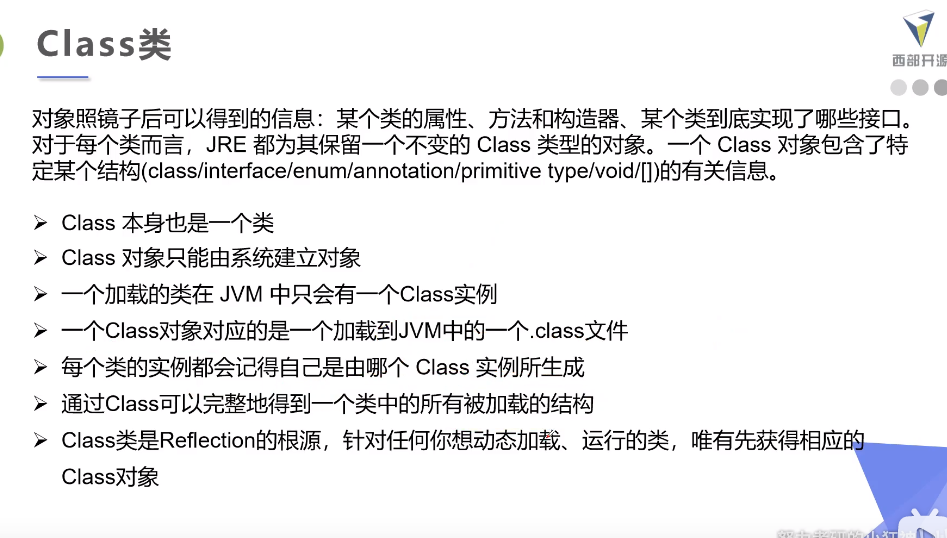 Class类
西部开源
对象照镜子后可以得到的信息：某个类的属性、方法和构造器、某个类到底实现了哪些接口。
对于每个类而言，JRE 都为其保留一个不变的 Class 类型的对象。一个 Class 对象包含了特
定某个结构(class/interface/enum/annotation/primitive type/void/[])的有关信息。
➢ Class 本身也是一个类
➢ Class 对象只能由系统建立对象
➢ 一个加载的类在 JVM 中只会有一个Class实例
➢ 一个Class对象对应的是一个加载到JVM中的一个.class文件
➢ 每个类的实例都会记得自己是由哪个 Class 实例所生成
➢ 通过Class可以完整地得到一个类中的所有被加载的结构
➢ Class类是Reflection的根源，针对任何你想动态加载、运行的类，唯有先获得相应的
Class对象